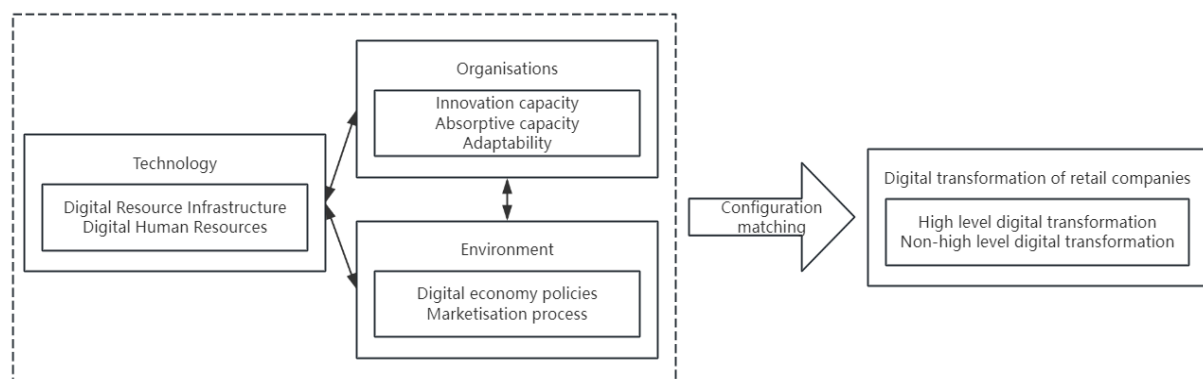 Organisations
Innovation capacity
Absorptive capacity
Adaptability
Technology
Digital Resource Infrastructure
Digital Human Resources
Environment
Digital economy policies
Marketisation process
Configuration
matching
Digital transformation of retail companies
High level digital transformation
Non-high level digital transformation